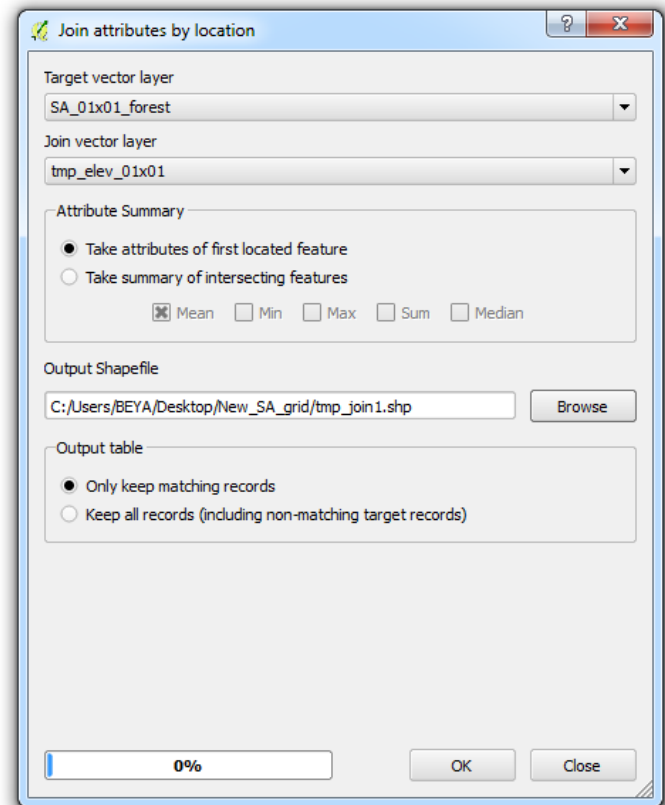 Join attributes by location
Target vector layer
SA_01x01_forest
Join vector layer
tmp_elev_01x01
Attribute Summary
Take attributes of first located feature
Take summary of intersecting features
Mean Min Max Sum Median
Output Shapefile
C:/Users/BEYA/Desktop/New_SA_grid/tmp_join1.shp Browse
Output table
Only keep matching records
Keep all records (including non-matching target records)
0% OK Close